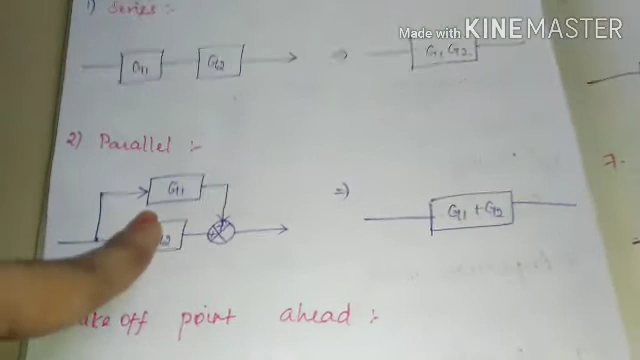 1) Series :-
Made with KINEMASTER
G1 G2 ⇒ G1 G2
2) Parallel :-
G1
7.
⇒ G1 + G2
off point ahead :-